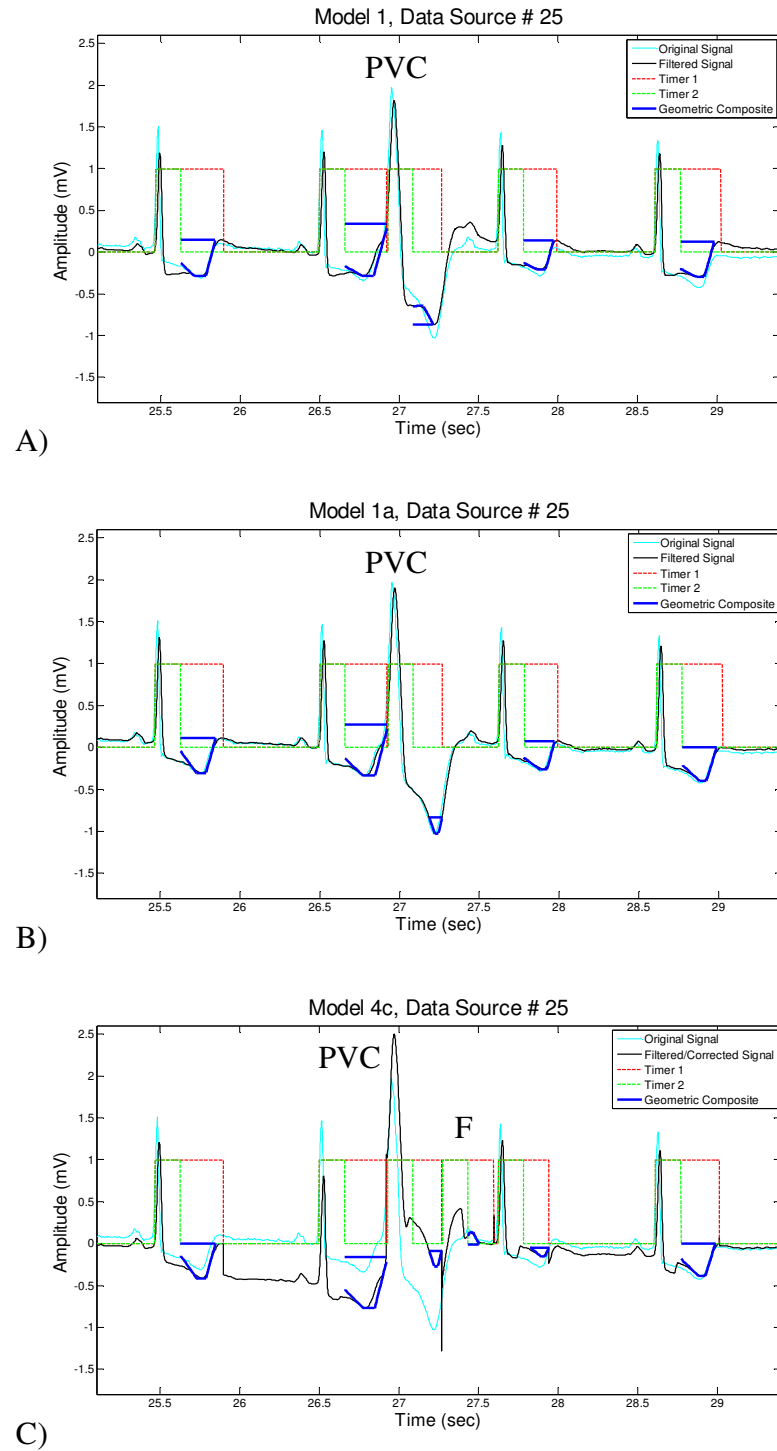 Model 1, Data Source # 25
PVC
Original Signal
Filtered Signal
Timer 1
Timer 2
Geometric Composite
Amplitude (mV)
2.5
2
1.5
1
0.5
0
-0.5
-1
-1.5
25.5 26 26.5 27 27.5 28 28.5 29
Time (sec)
A)
Model 1a, Data Source # 25
PVC
Original Signal
Filtered Signal
Timer 1
Timer 2
Geometric Composite
Amplitude (mV)
2.5
2
1.5
1
0.5
0
-0.5
-1
-1.5
25.5 26 26.5 27 27.5 28 28.5 29
Time (sec)
B)
Model 4c, Data Source # 25
PVC
F
Original Signal
Filtered/Corrected Signal
Timer 1
Timer 2
Geometric Composite
Amplitude (mV)
2.5
2
1.5
1
0.5
0
-0.5
-1
-1.5
25.5 26 26.5 27 27.5 28 28.5 29
Time (sec)
C)